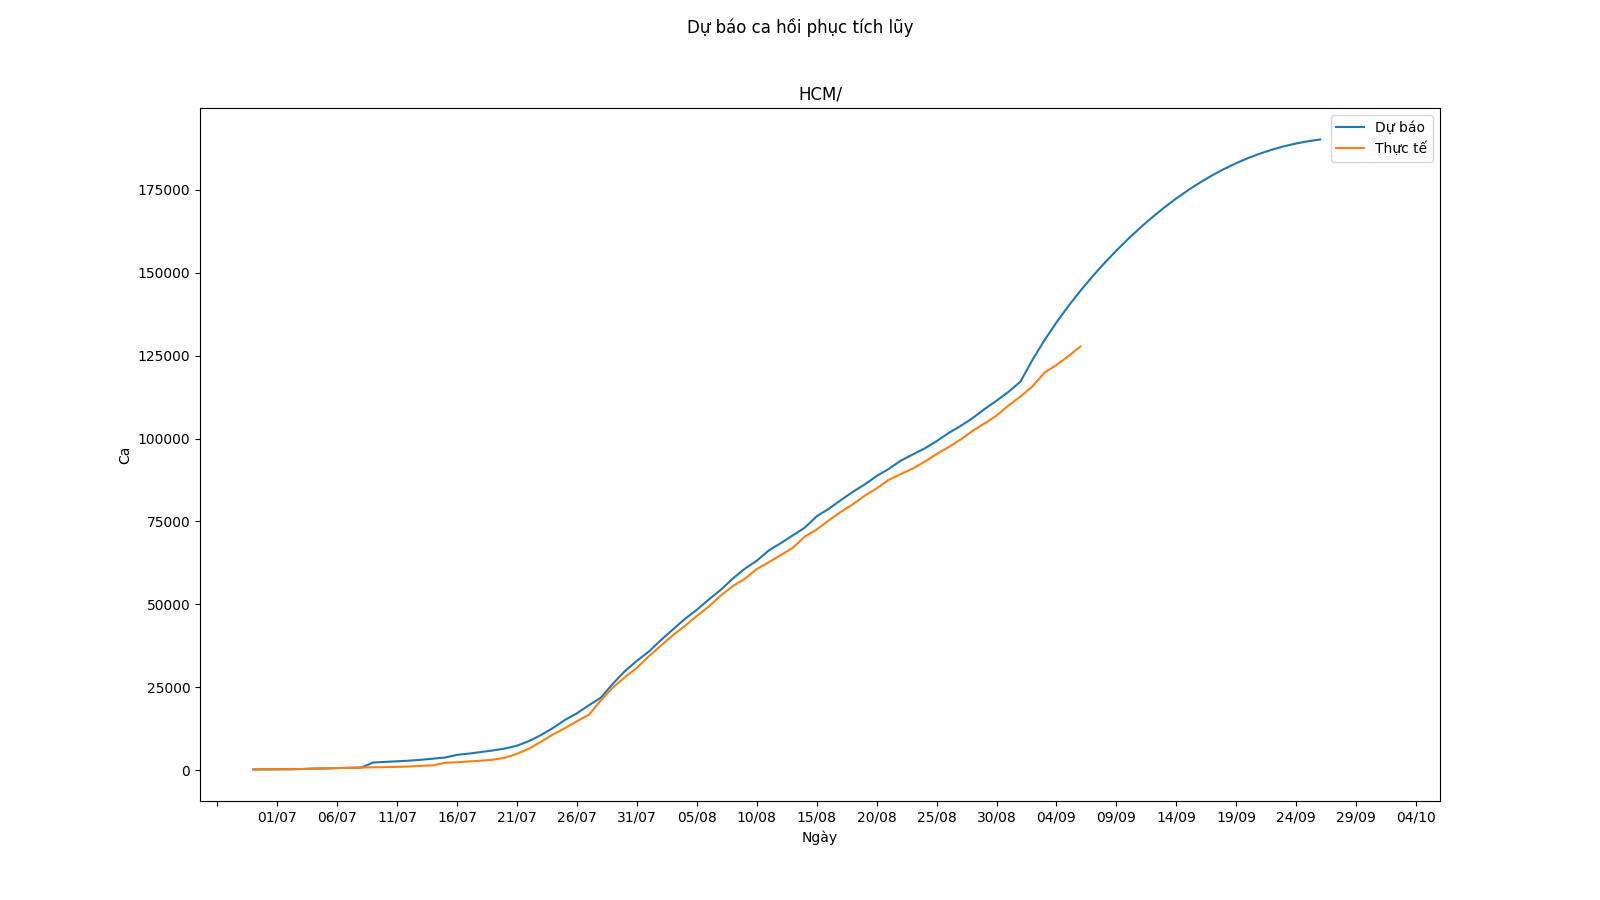 Dự báo ca hồi phục tích lũy
HCM/
Dự báo
Thực tế
175000
150000
125000
100000
75000
50000
25000
0
Ca
01/07 06/07 11/07 16/07 21/07 26/07 31/07 05/08 10/08 15/08 20/08 25/08 30/08 04/09 09/09 14/09 19/09 24/09 29/09 04/10
Ngày